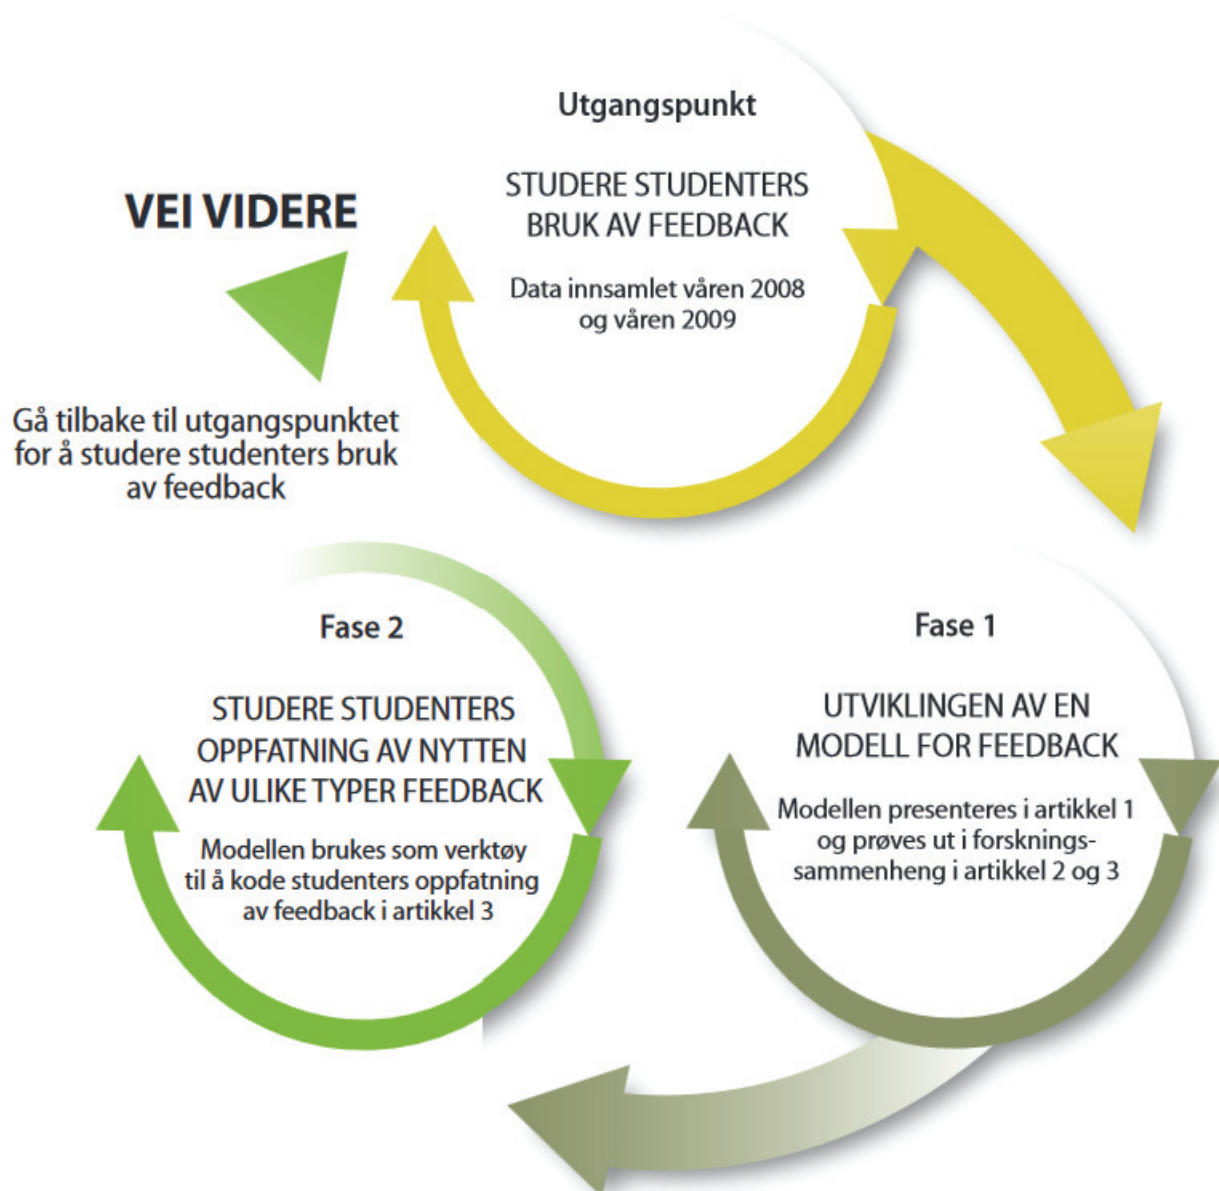 Utgangspunkt
STUDERE STUDENTERS
BRUK AV FEEDBACK
Data innsamlet våren 2008
og våren 2009
VEI VIDERE
Gå tilbake til utgangspunktet
for å studere studenters bruk
av feedback
Fase 1
UTVIKLINGEN AV EN
MODELL FOR FEEDBACK
Modellen presenteres i artikkel 1
og prøves ut i forsknings-
sammenheng i artikkel 2 og 3
Fase 2
STUDERE STUDENTERS
OPPFATNING AV NYTTEN
AV ULIKE TYPER FEEDBACK
Modellen brukes som verktøy
til å kode studenters oppfatning
av feedback i artikkel 3